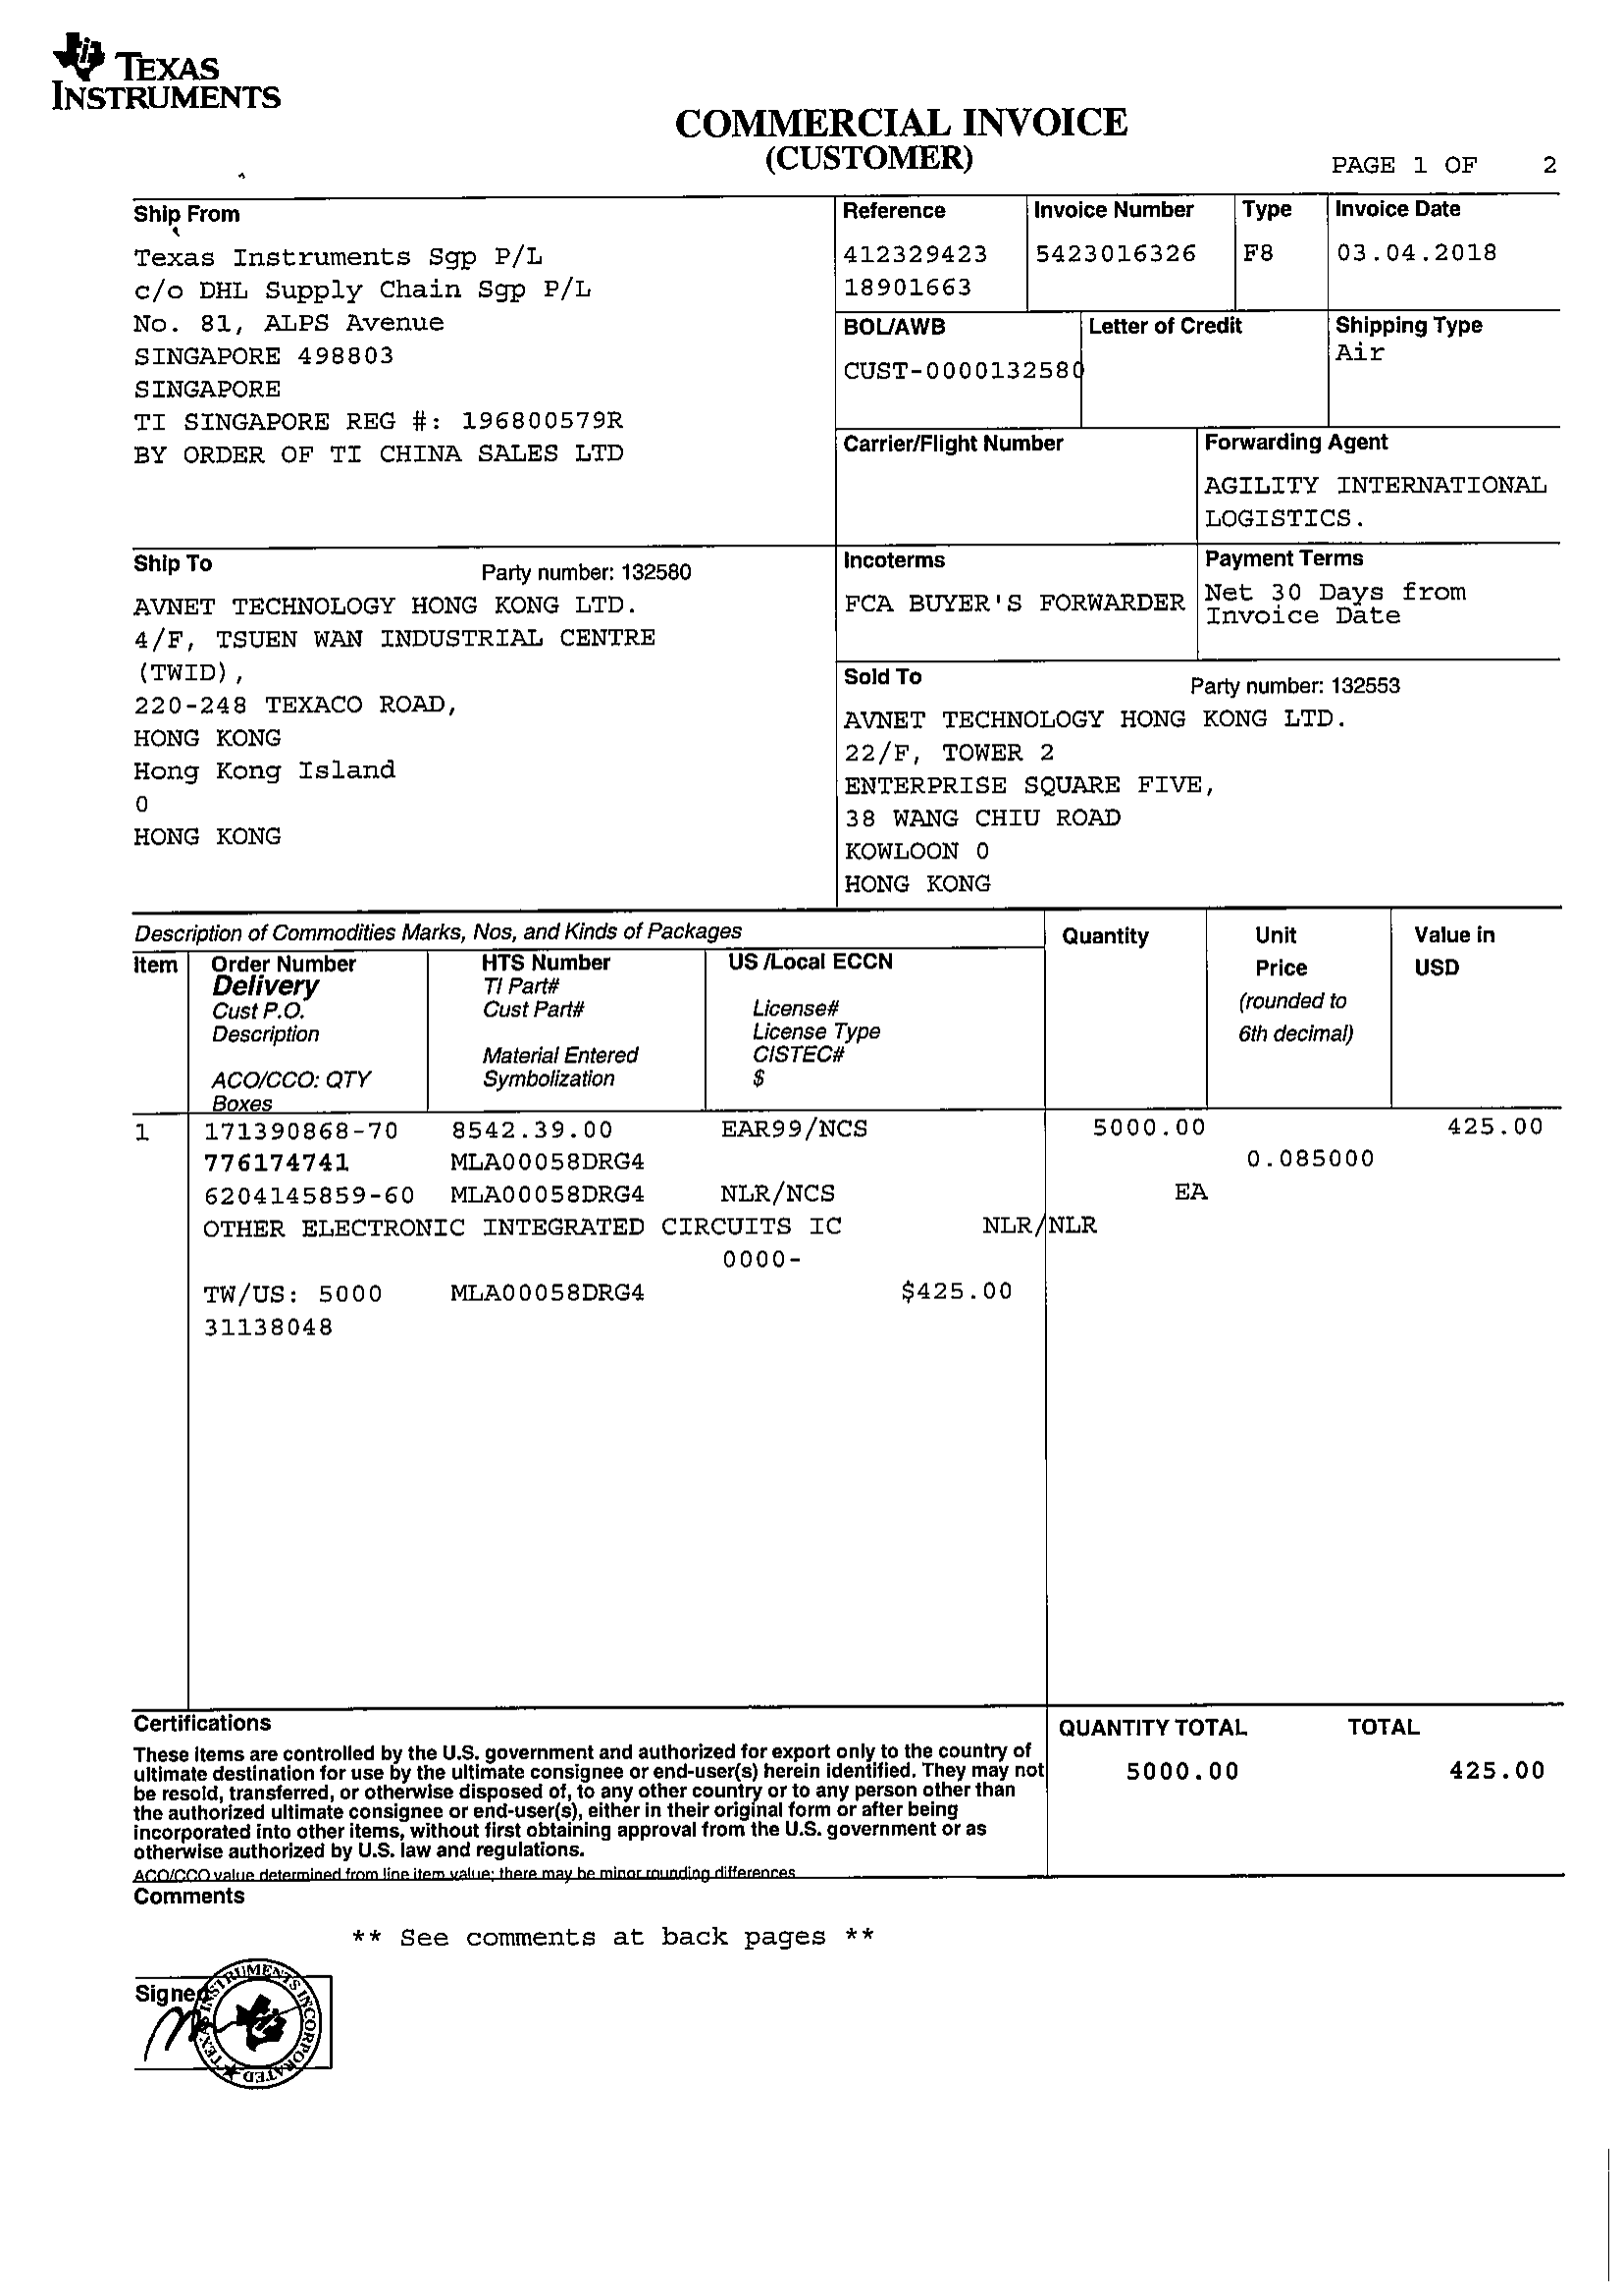 TEXAS
INSTRUMENTS
COMMERCIAL INVOICE
(CUSTOMER)
PAGE 1 OF 2
Ship From
Texas Instruments Sgp P/L
c/o DHL Supply Chain Sgp P/L
No. 81, ALPS Avenue
SINGAPORE 498803
SINGAPORE
TI SINGAPORE REG #: 196800579R
BY ORDER OF TI CHINA SALES LTD
Reference
412329423
18901663
Invoice Number
5423016326
Type
F8
Invoice Date
03.04.2018
BOL/AWB
CUST-0000132580
Letter of Credit
Shipping Type
Air
Carrier/Flight Number
Forwarding Agent
AGILITY INTERNATIONAL
LOGISTICS.
Ship To
Party number: 132580
AVNET TECHNOLOGY HONG KONG LTD.
4/F, TSUEN WAN INDUSTRIAL CENTRE
(TWID),
220-248 TEXACO ROAD,
HONG KONG
Hong Kong Island
0
HONG KONG
Incoterms
FCA BUYER'S FORWARDER
Payment Terms
Net 30 Days from
Invoice Date
Sold To
Party number: 132553
AVNET TECHNOLOGY HONG KONG LTD.
22/F, TOWER 2
ENTERPRISE SQUARE FIVE,
38 WANG CHIU ROAD
KOWLOON 0
HONG KONG
Description of Commodities Marks, Nos, and Kinds of Packages
Item
Order Number
Delivery
Cust P.O.
Description
ACO/CCO: QTY
Boxes
HTS Number
TI Part#
Cust Part#
Material Entered
Symbolization
US /Local ECCN
License#
License Type
CISTEC#
$
Quantity
Unit
Price
(rounded to
6th decimal)
Value in
USD
1 171390868-70 8542.39.00 EAR99/NCS 5000.00 425.00
776174741 MLA00058DRG4 0.085000
6204145859-60 MLA00058DRG4 NLR/NCS EA
OTHER ELECTRONIC INTEGRATED CIRCUITS IC NLR/NLR
0000-
TW/US: 5000 MLA00058DRG4 $425.00
31138048
Certifications
These items are controlled by the U.S. government and authorized for export only to the country of
ultimate destination for use by the ultimate consignee or end-user(s) herein identified. They may not
be resold, transferred, or otherwise disposed of, to any other country or to any person other than
the authorized ultimate consignee or end-user(s), either in their original form or after being
incorporated into other items, without first obtaining approval from the U.S. government or as
otherwise authorized by U.S. law and regulations.
ACO/CCO value determined from line item value; there may be minor rounding differences
QUANTITY TOTAL TOTAL
5000.00 425.00
Comments
** See comments at back pages **
Signed
TEXAS INSTRUMENTS INCORPORATED